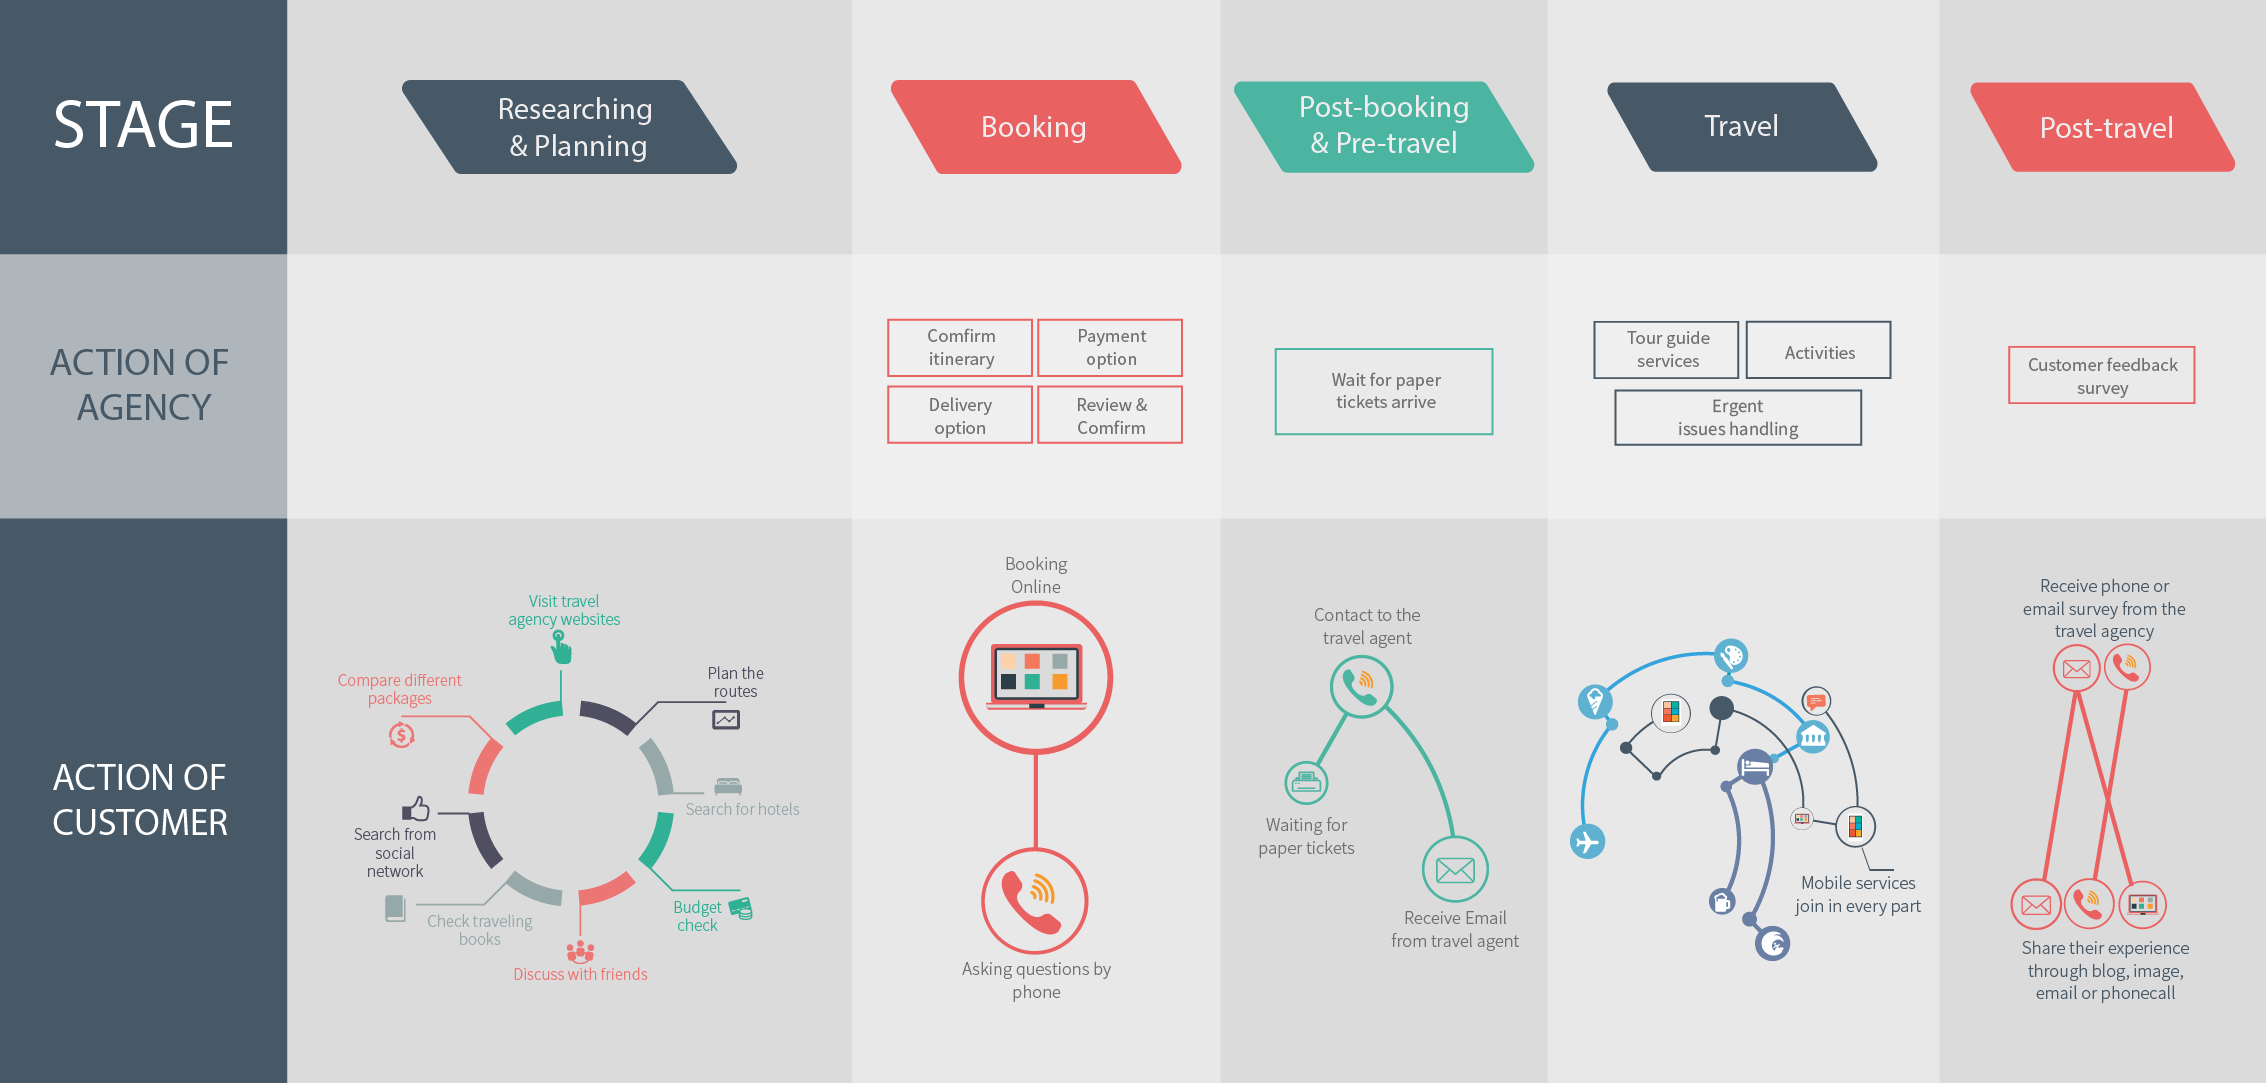 STAGE
Researching
& Planning
Booking
Post-booking
& Pre-travel
Travel
Post-travel
ACTION OF
AGENCY
Comfirm
itinerary
Payment
option
Delivery
option
Review &
Comfirm
Wait for paper
tickets arrive
Tour guide
services
Activities
Ergent
issues handling
Customer feedback
survey
ACTION OF
CUSTOMER
Visit travel
agency websites
Plan the
routes
Compare different
packages
Search for hotels
Search from
social
network
Budget
check
Check traveling
books
Discuss with friends
Booking
Online
Asking questions by
phone
Contact to the
travel agent
Waiting for
paper tickets
Receive Email
from travel agent
Mobile services
join in every part
Receive phone or
email survey from the
travel agency
Share their experience
through blog, image,
email or phonecall